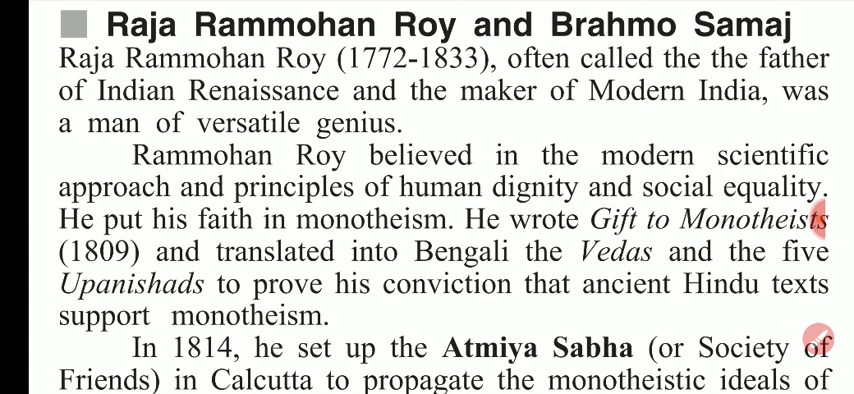 Raja Rammohan Roy and Brahmo Samaj
Raja Rammohan Roy (1772-1833), often called the the father
of Indian Renaissance and the maker of Modern India, was
a man of versatile genius.
Rammohan Roy believed in the modern scientific
approach and principles of human dignity and social equality.
He put his faith in monotheism. He wrote Gift to Monotheists
(1809) and translated into Bengali the Vedas and the five
Upanishads to prove his conviction that ancient Hindu texts
support monotheism.
In 1814, he set up the Atmiya Sabha (or Society of
Friends) in Calcutta to propagate the monotheistic ideals of